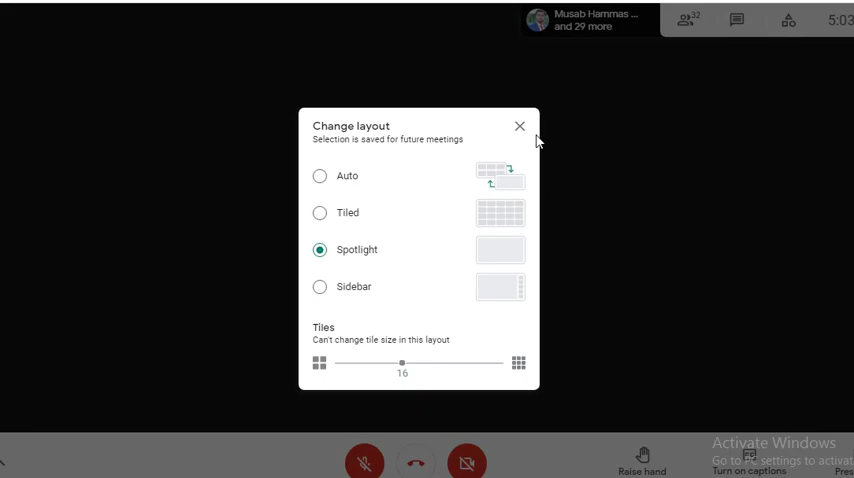 Musab Hammas ...
and 29 more
32
5:03
Change layout
Selection is saved for future meetings
Auto
Tiled
Spotlight
Sidebar
Tiles
Can't change tile size in this layout
16
Activate Windows
Go to PC settings to activat
Raise hand
Turn on captions
Pres